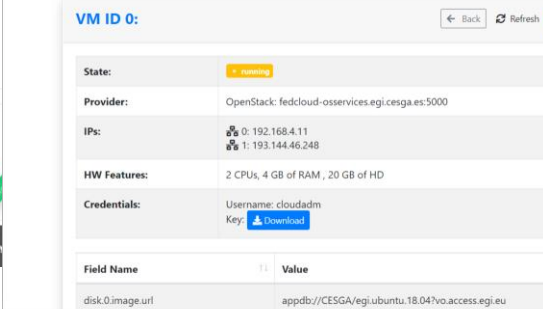 VM ID 0:
Back
Refresh
State:
running
Provider:
OpenStack: fedcloud-osservices.egi.cesga.es:5000
IPs:
0: 192.168.4.11
1: 193.144.46.248
HW Features:
2 CPUs, 4 GB of RAM , 20 GB of HD
Credentials:
Username: cloudadm
Key: Download
Field Name
Value
disk.0.image.url
appdb://CESGA/egi.ubuntu.18.04?vo.access.egi.eu